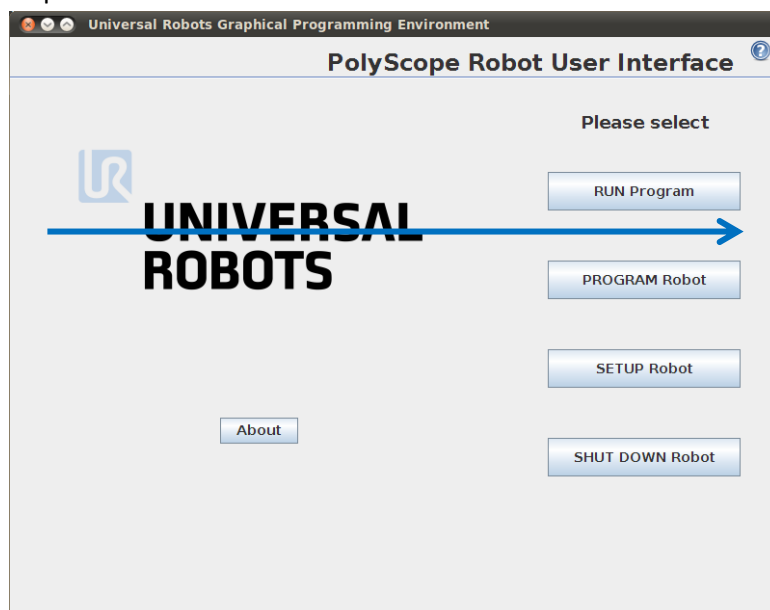 Universal Robots Graphical Programming Environment
PolyScope Robot User Interface
?
Please select
UR
RUN Program
UNIVERSAL
ROBOTS
PROGRAM Robot
SETUP Robot
About
SHUT DOWN Robot